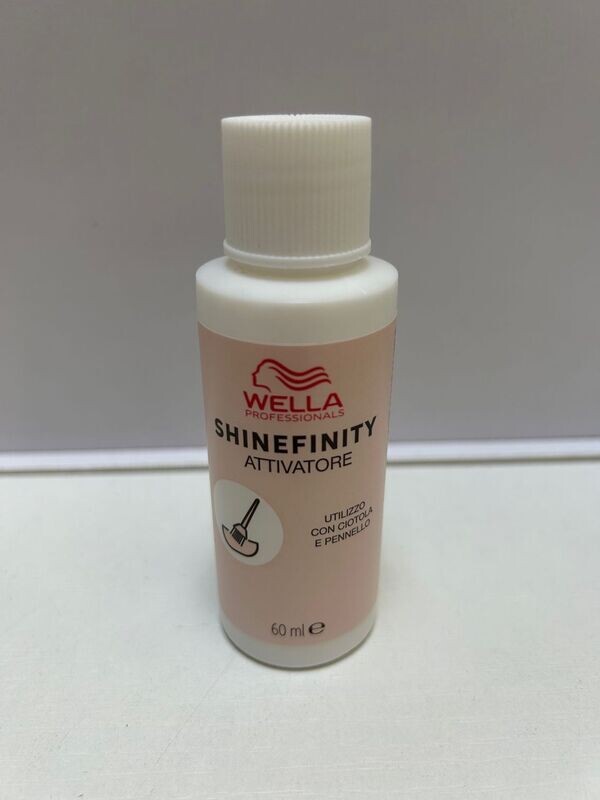 WELLA
PROFESSIONALS
SHINEFINITY
ATTIVATORE
UTILIZZO
CON CIOTOLA
E PENNELLO
60 ml e